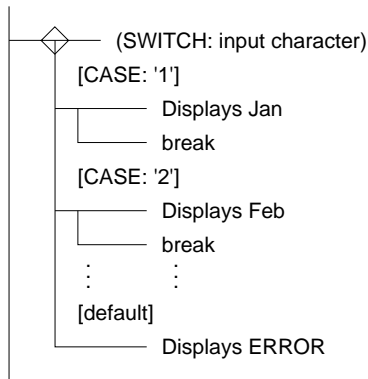 (SWITCH: input character)
[CASE: '1']
Displays Jan
break
[CASE: '2']
Displays Feb
break
[default]
Displays ERROR